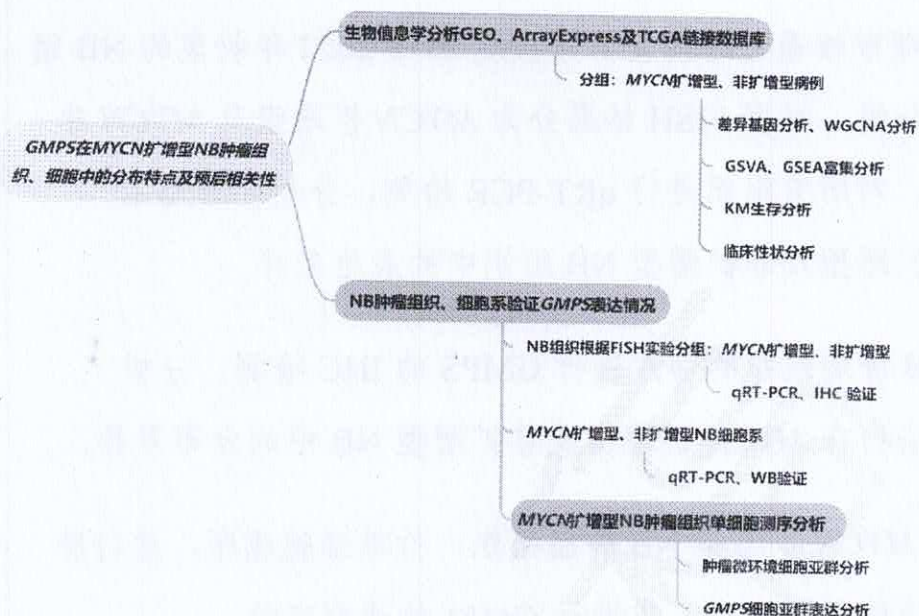 GMPS在MYCN扩增型NB肿瘤组
织、细胞中的分布特点及预后相关性
生物信息学分析GEO、ArrayExpress及TCGA链接数据库
分组：MYCN扩增型、非扩增型病例
差异基因分析、WGCNA分析
GSVA、GSEA富集分析
KM生存分析
临床性状分析
NB肿瘤组织、细胞系验证GMPS表达情况
NB组织根据FISH实验分组：MYCN扩增型、非扩增型
qRT-PCR、IHC 验证
MYCN扩增型、非扩增型NB细胞系
qRT-PCR、WB验证
MYCN扩增型NB肿瘤组织单细胞测序分析
肿瘤微环境细胞亚群分析
GMPS细胞亚群表达分析